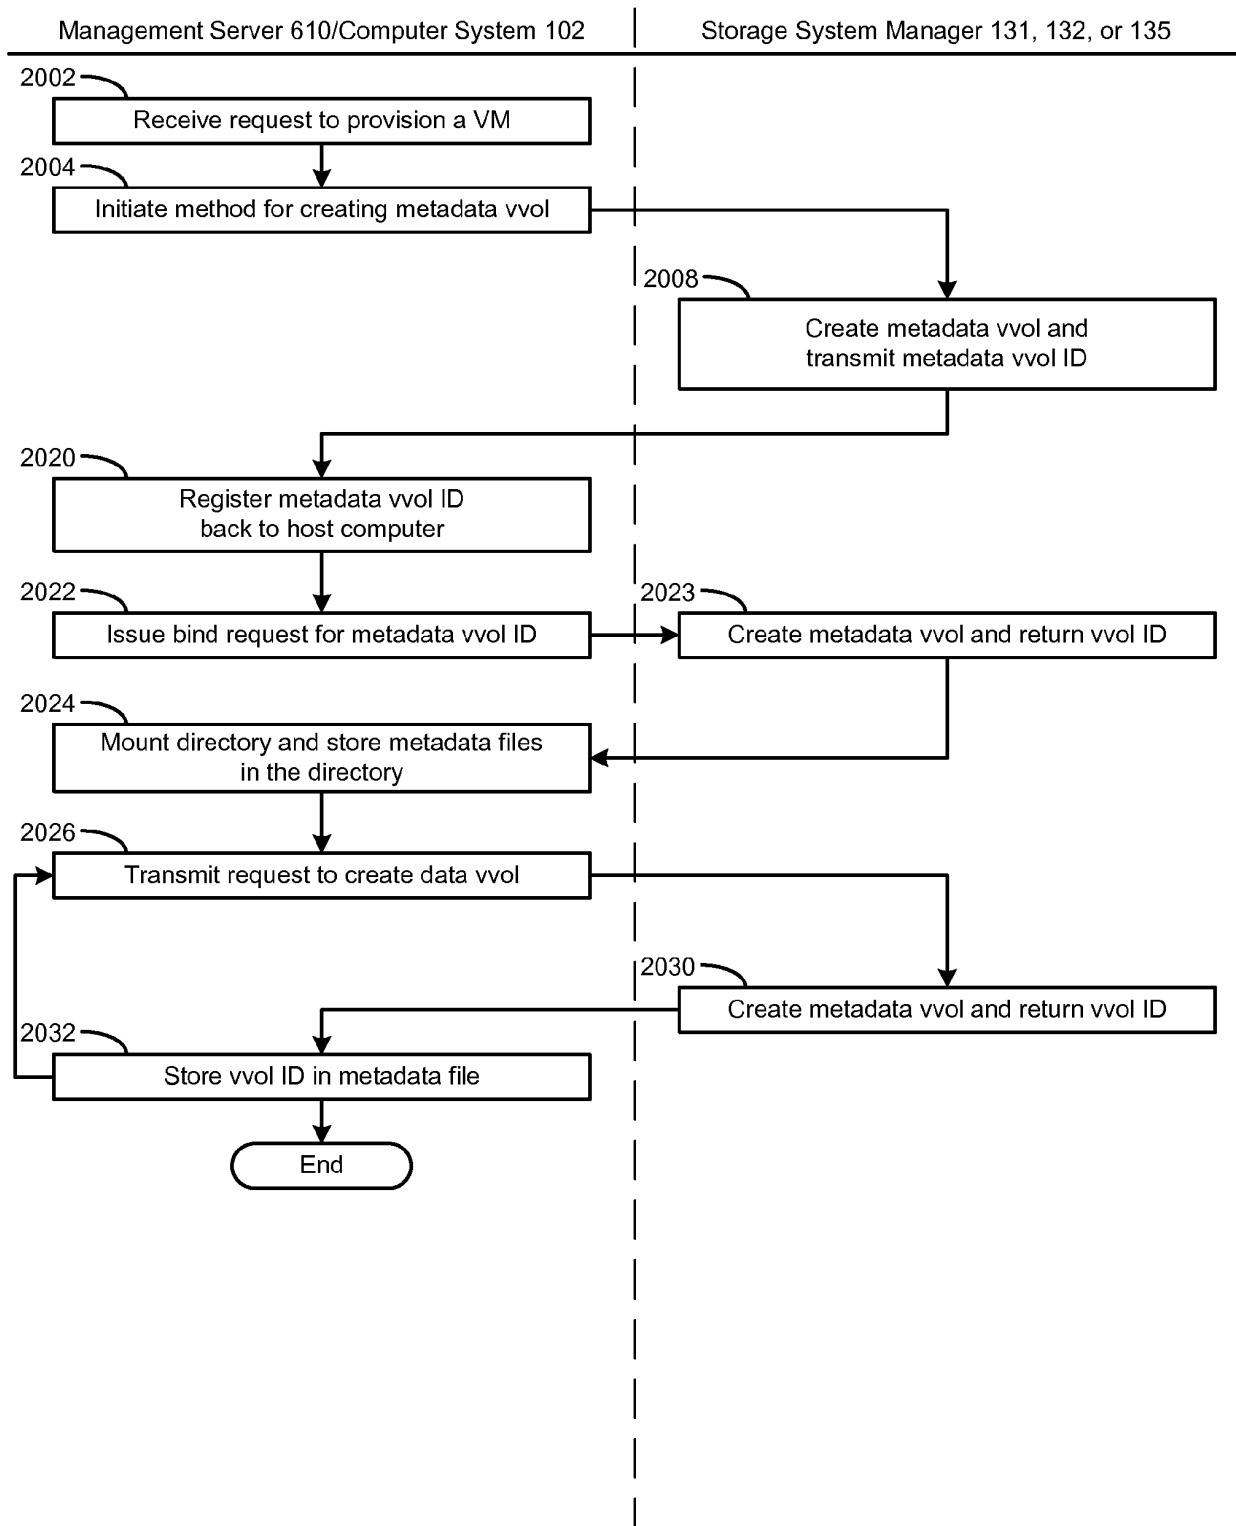 Management Server 610/Computer System 102
Storage System Manager 131, 132, or 135
2002
Receive request to provision a VM
2004
Initiate method for creating metadata vvol
2008
Create metadata vvol and
transmit metadata vvol ID
2020
Register metadata vvol ID
back to host computer
2022
Issue bind request for metadata vvol ID
2023
Create metadata vvol and return vvol ID
2024
Mount directory and store metadata files
in the directory
2026
Transmit request to create data vvol
2030
Create metadata vvol and return vvol ID
2032
Store vvol ID in metadata file
End